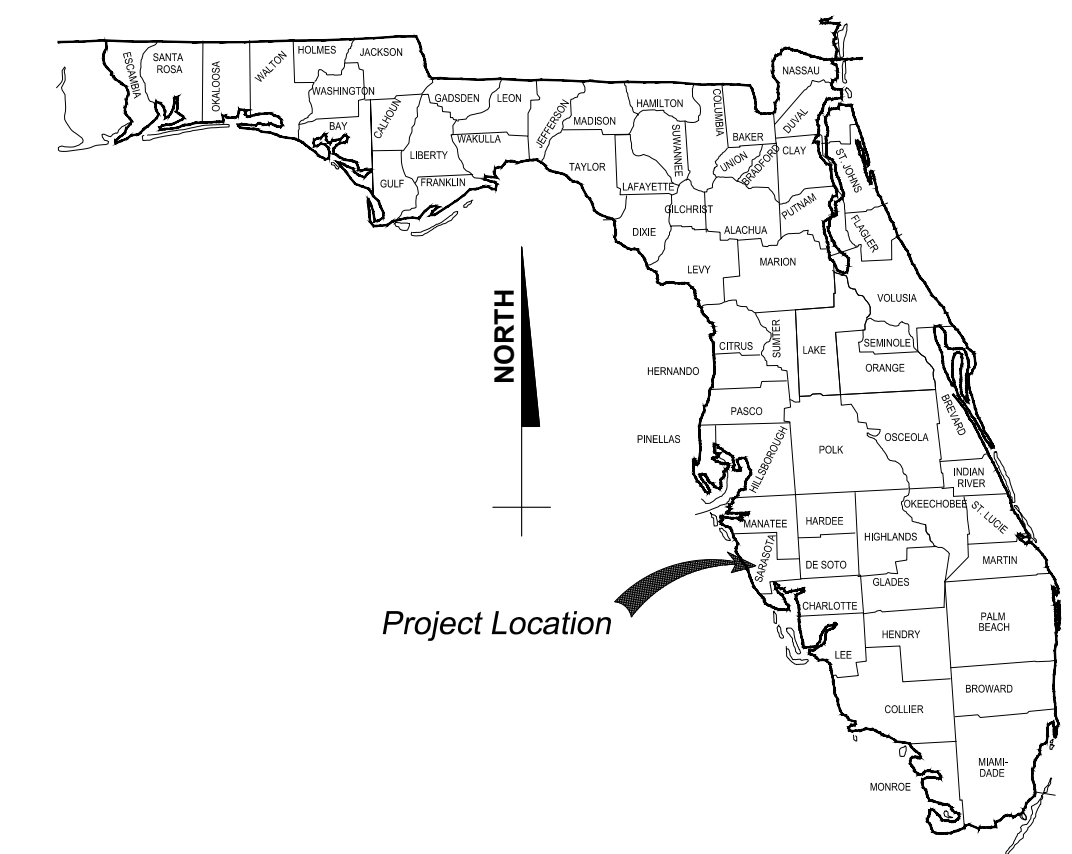 HOLMES
JACKSON
ESCAMBIA
SANTA
ROSA
OKALOOSA
WALTON
WASHINGTON
BAY
CALHOUN
GADSDEN
LEON
JEFFERSON
MADISON
HAMILTON
COLUMBIA
NASSAU
DUVAL
BAKER
WAKULLA
LIBERTY
GULF
FRANKLIN
TAYLOR
SUWANNEE
LAFAYETTE
UNION
BRADFORD
CLAY
ST. JOHNS
GILCHRIST
PUTNAM
DIXIE
ALACHUA
FLAGLER
LEVY
MARION
VOLUSIA
NORTH
CITRUS
SUMTER
LAKE
SEMINOLE
HERNANDO
ORANGE
PASCO
BREVARD
PINELLAS
HILLSBOROUGH
POLK
OSCEOLA
INDIAN
RIVER
OKEECHOBEE
ST. LUCIE
MANATEE
HARDEE
HIGHLANDS
SARASOTA
DE SOTO
MARTIN
GLADES
CHARLOTTE
Project Location
PALM
BEACH
HENDRY
LEE
BROWARD
COLLIER
MIAMI-
DADE
MONROE